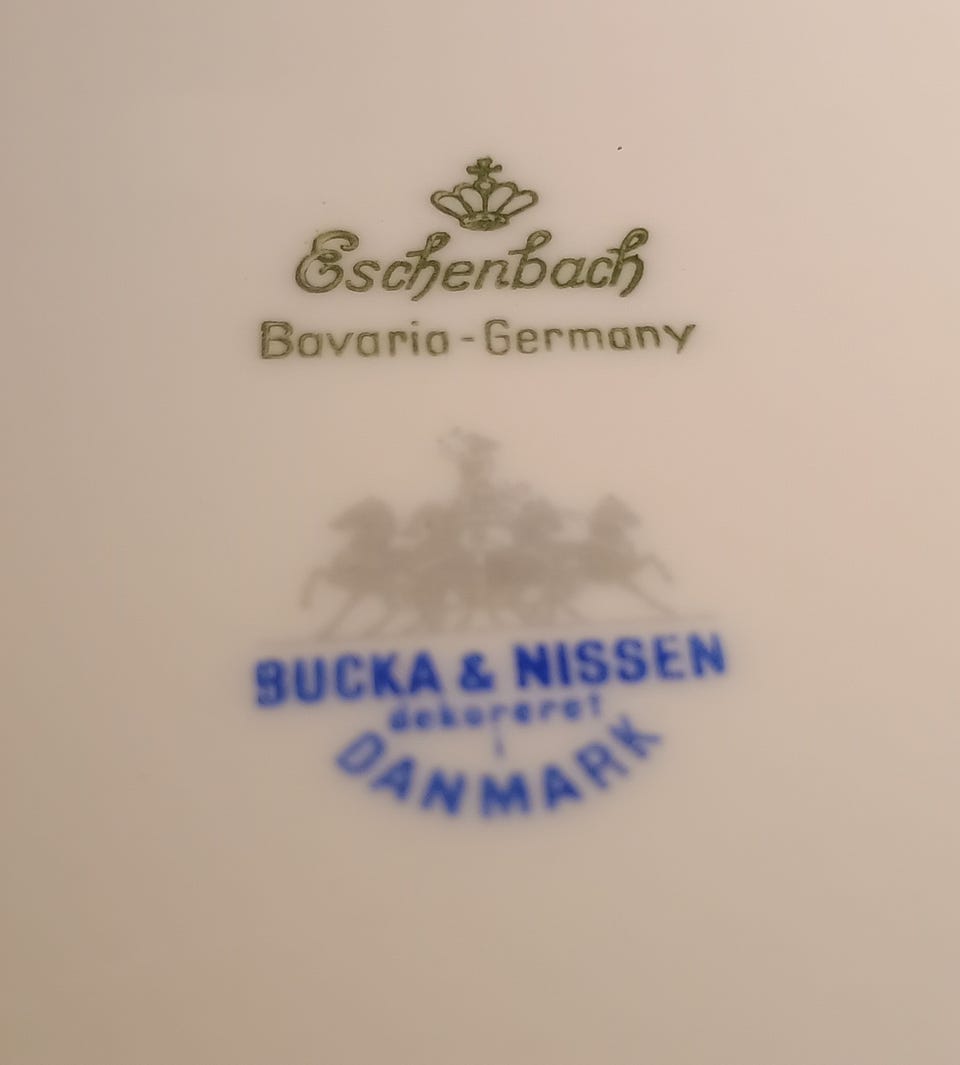 Eschenbach
Bavaria - Germany
BUCKA & NISSEN
dekoreret
i
DANMARK